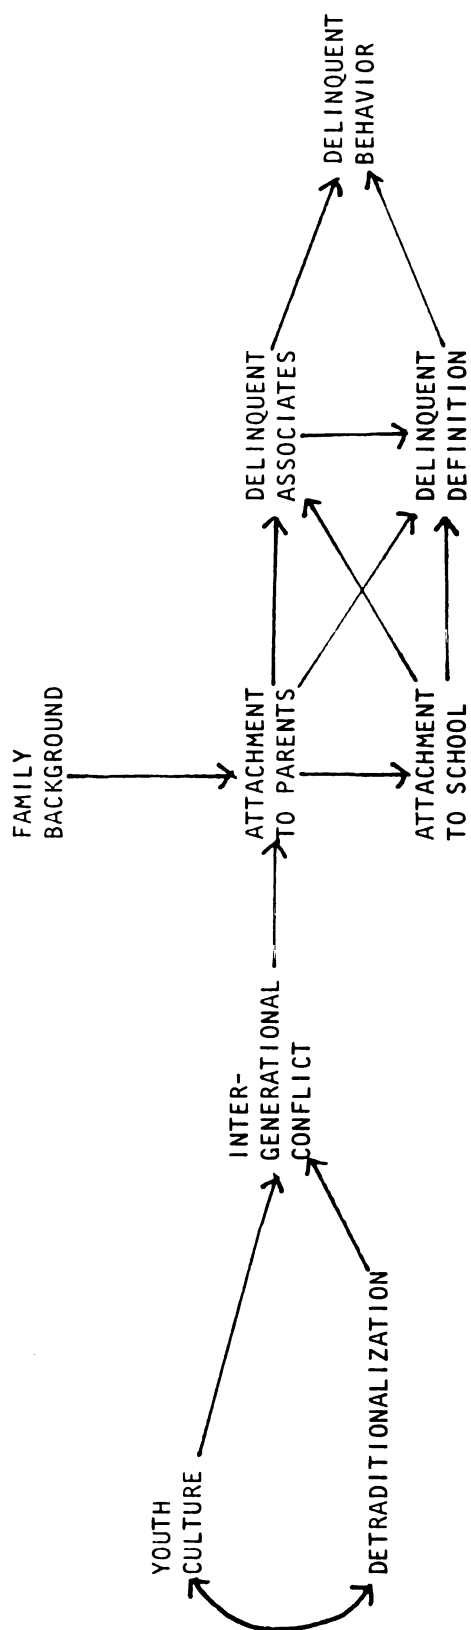 FAMILY
BACKGROUND
YOUTH
CULTURE
DETRADITIONALIZATION
INTER-
GENERATIONAL
CONFLICT
ATTACHMENT
TO PARENTS
ATTACHMENT
TO SCHOOL
DELINQUENT
ASSOCIATES
DELINQUENT
DEFINITION
DELINQUENT
BEHAVIOR